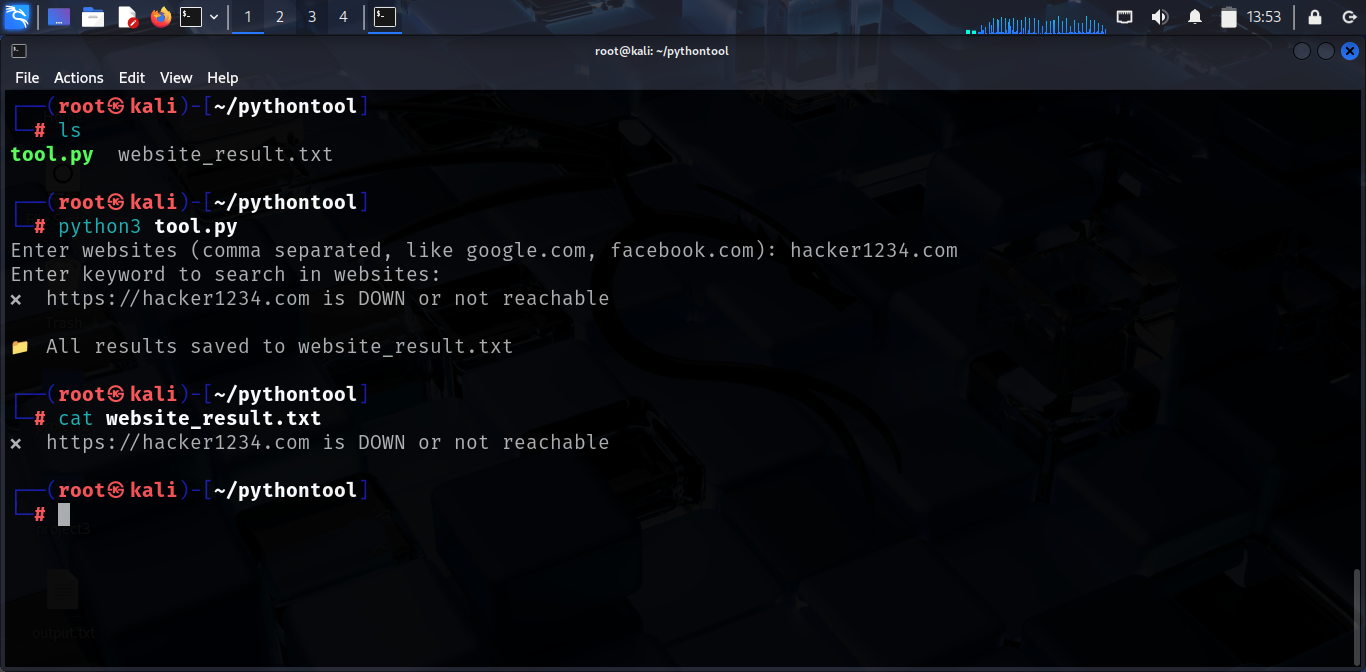 1 2 3 4 13:53
root@kali: ~/pythontool
File Actions Edit View Help
┌──(root㉿kali)-[~/pythontool]
└─# ls
tool.py website_result.txt
┌──(root㉿kali)-[~/pythontool]
└─# python3 tool.py
Enter websites (comma separated, like google.com, facebook.com): hacker1234.com
Enter keyword to search in websites:
× https://hacker1234.com is DOWN or not reachable
Trash
📁 All results saved to website_result.txt
┌──(root㉿kali)-[~/pythontool]
└─# cat website_result.txt
× https://hacker1234.com is DOWN or not reachable
┌──(root㉿kali)-[~/pythontool]
└─#
project3
output.txt